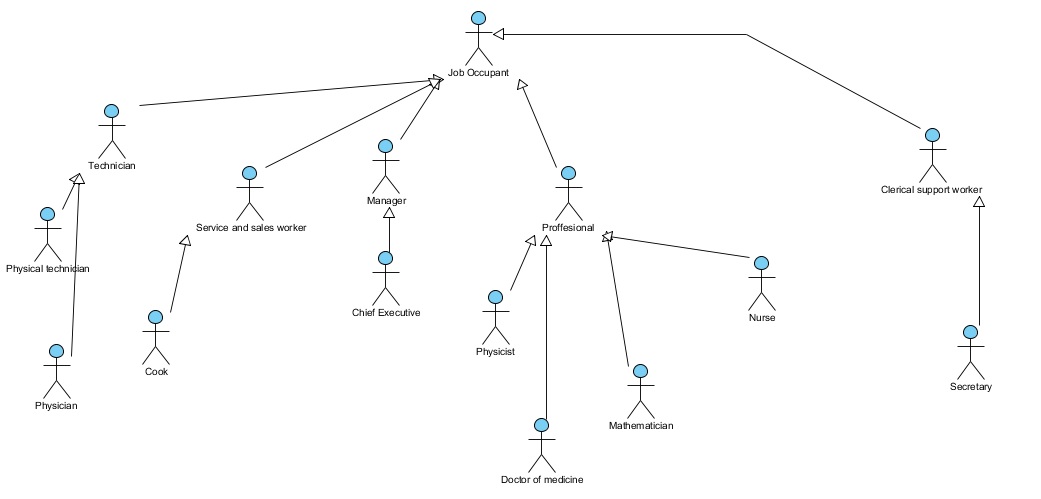 Job Occupant
Technician
Clerical support worker
Manager
Service and sales worker
Proffesional
Physical technician
Chief Executive
Nurse
Physicist
Cook
Secretary
Physician
Mathematician
Doctor of medicine